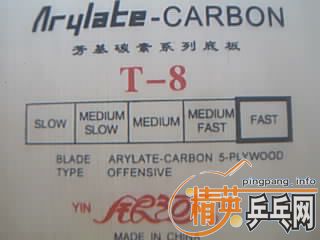 Arylate-CARBON
芳基碳素系列底板
T-8
SLOW MEDIUM SLOW MEDIUM MEDIUM FAST FAST
BLADE ARYLATE-CARBON 5-PLYWOOD
TYPE OFFENSIVE
YIN
MADE IN CHINA
pingpang.info
精英乒乓网